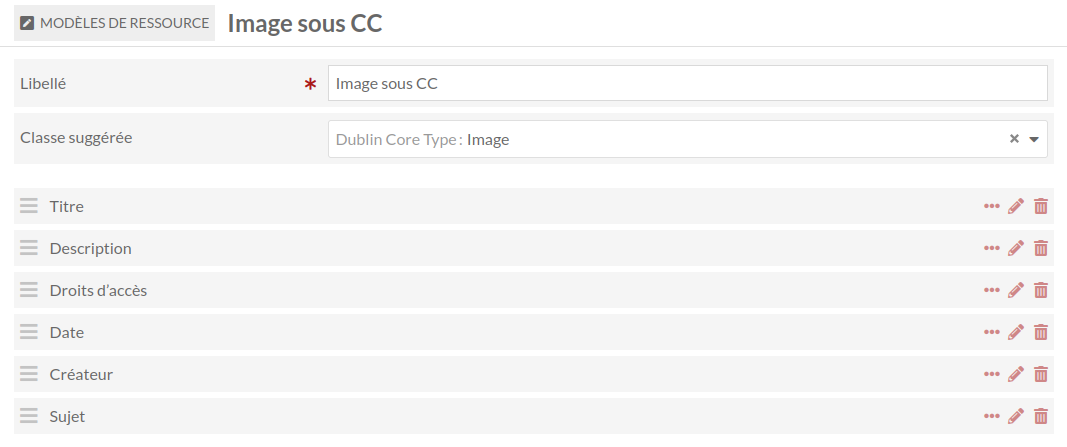 MODÈLES DE RESSOURCE Image sous CC
Libellé * Image sous CC
Classe suggérée Dublin Core Type : Image
Titre
Description
Droits d’accès
Date
Créateur
Sujet